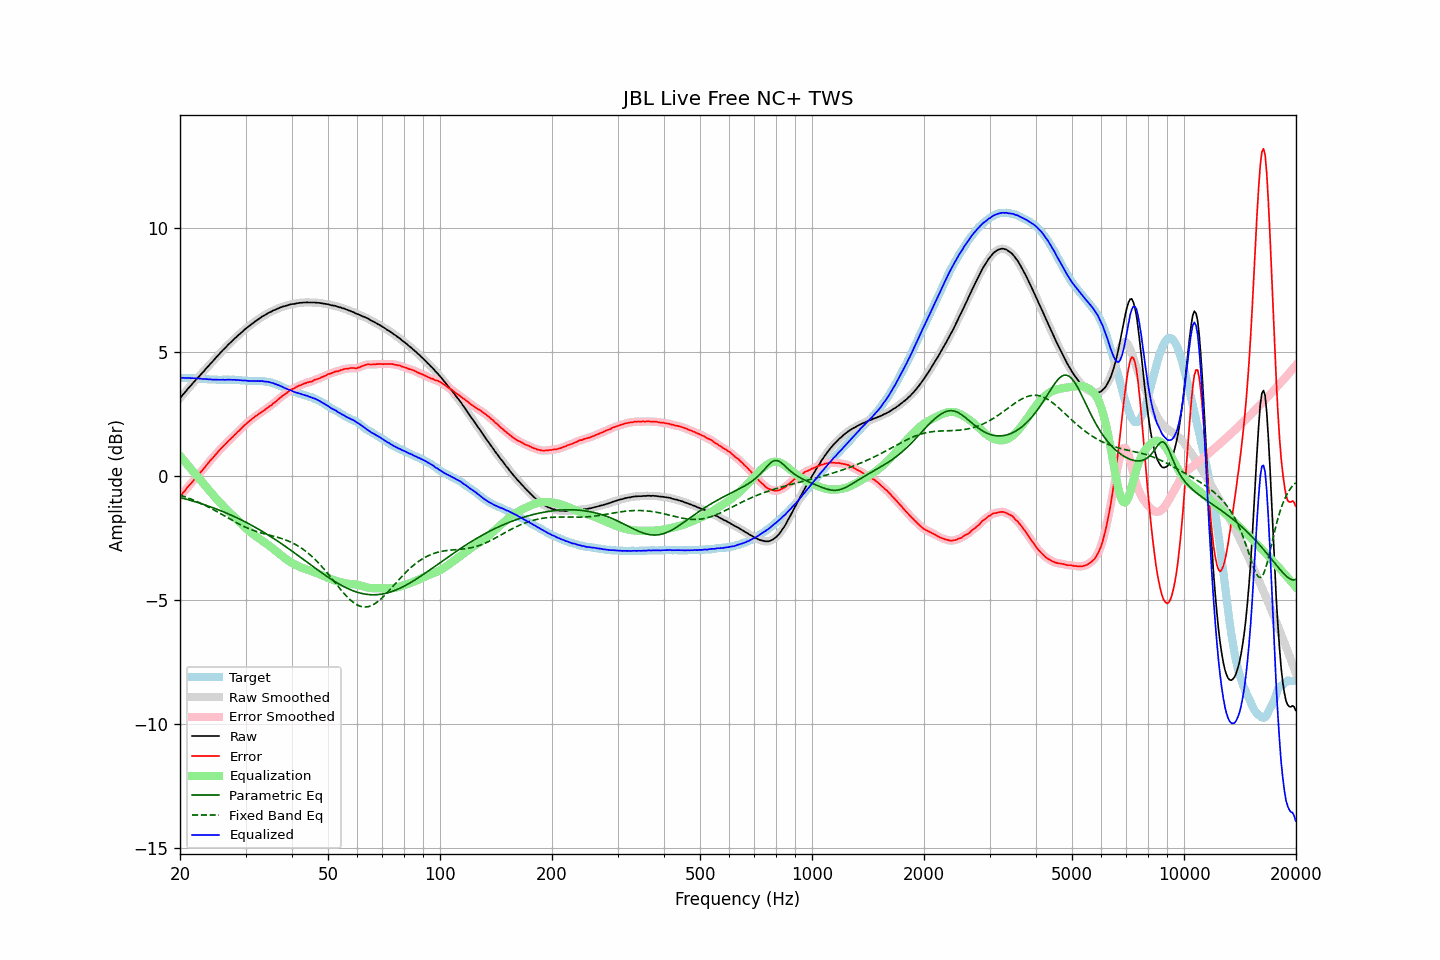 JBL Live Free NC+ TWS
Amplitude (dBr)
10
5
0
−5
−10
−15
Target
Raw Smoothed
Error Smoothed
Raw
Error
Equalization
Parametric Eq
Fixed Band Eq
Equalized
20 50 100 200 500 1000 2000 5000 10000 20000
Frequency (Hz)